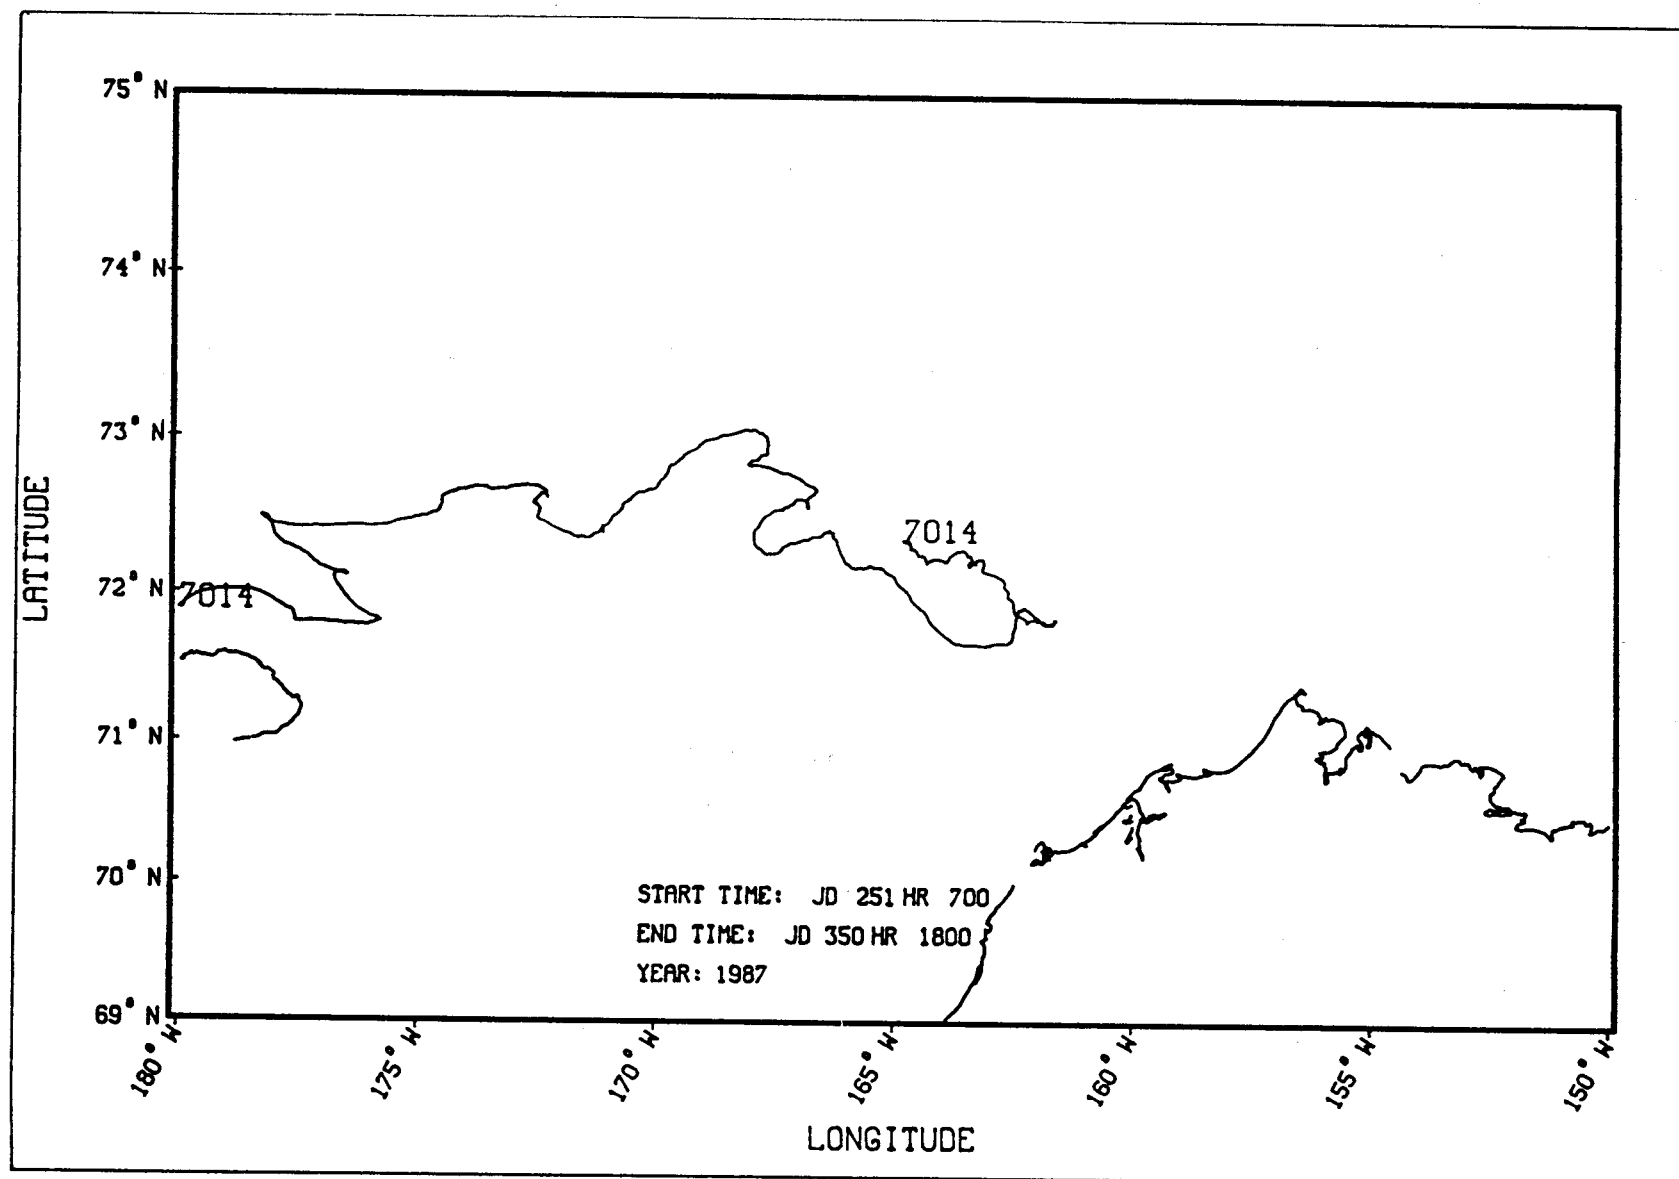 75° N
74° N
73° N
7014
LATITUDE
72° N
7014
71° N
70° N
START TIME: JD 251 HR 700
END TIME: JD 350 HR 1800
YEAR: 1987
69° N
180° W
175° W
170° W
165° W
160° W
155° W
150° W
LONGITUDE